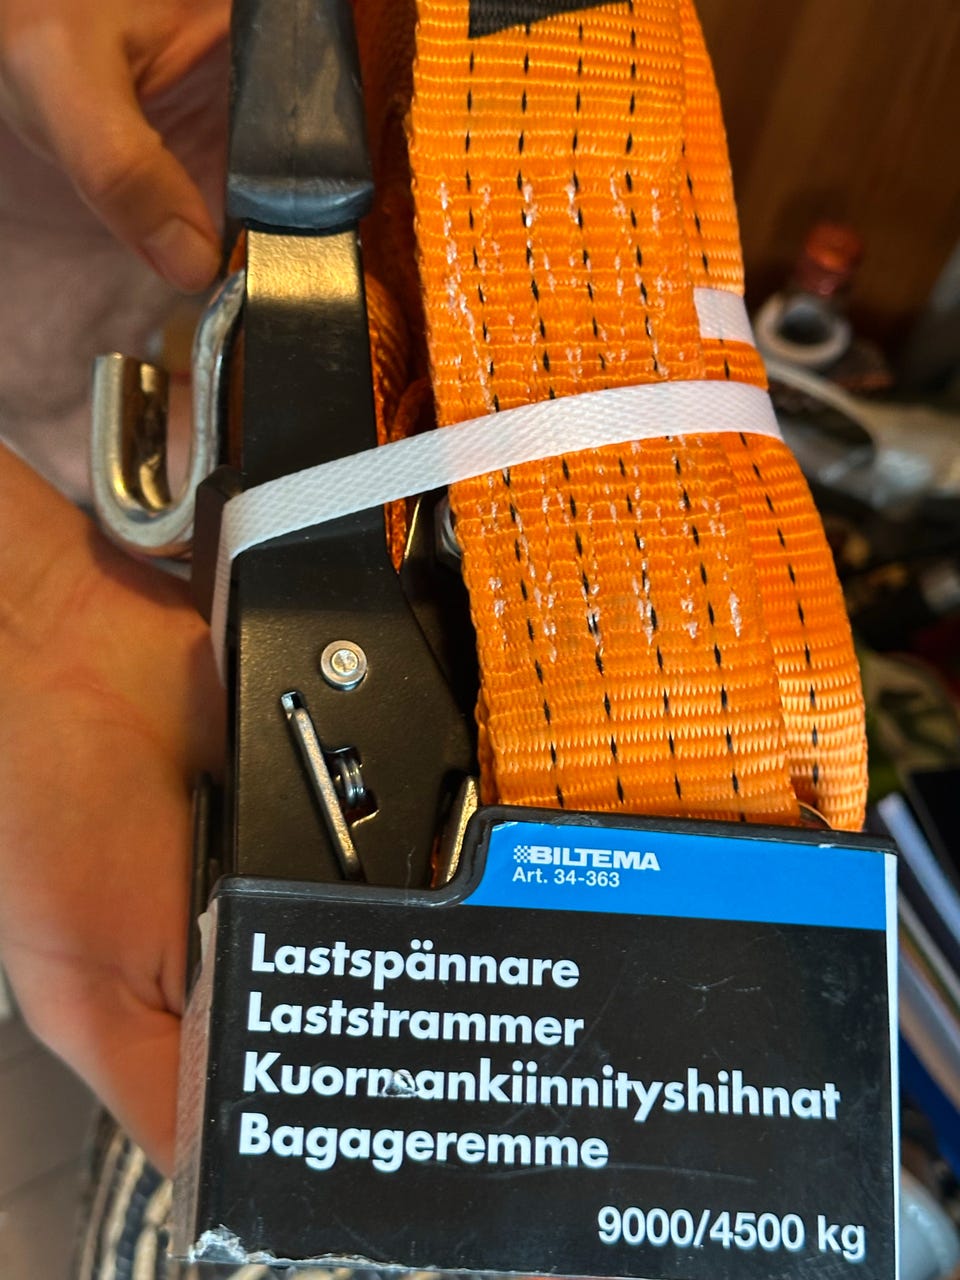 BILTEMA
Art. 34-363
Lastspännare
Laststrammer
Kuormankiinnityshihnat
Bagageremme
9000/4500 kg